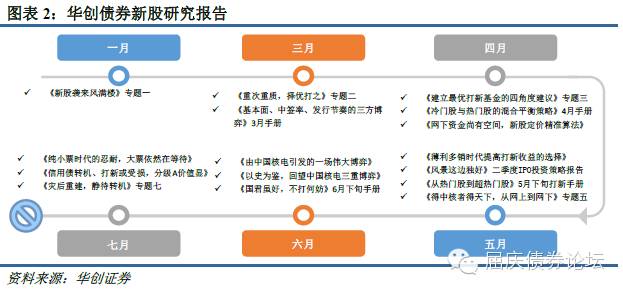 图表 2：华创债券新股研究报告
一月
三月
四月
✓ 《新股袭来风满楼》专题一
✓ 《重次重质，择优打之》专题二
✓ 《基本面、中签率、发行节奏的三方博
弈》3月手册
✓ 《建立最优打新基金的四角度建议》专题三
✓ 《冷门股与热门股的混合平衡策略》4月手册
✓ 《网下资金尚有空间，新股定价精准算法》
✓ 《纯小票时代的忍耐，大票依然在等待》
✓ 《信用债转机、打新或受损，分级A价值显》
✓ 《灾后重建，静待转机》专题七
✓ 《由中国核电引发的一场伟大博弈》
✓ 《以史为鉴，回望中国核电三重博弈》
✓ 《国君虽好，不打何妨》6月下旬手册
✓ 《薄利多销时代提高打新收益的选择》
✓ 《风景这边独好》二季度IPO投资策略报告
✓ 《从热门股到超热门股》5月下旬打新手册
✓ 《得中核者得天下，从网上到网下》专题五
七月
六月
五月
屈庆债券论坛
资料来源：华创证券